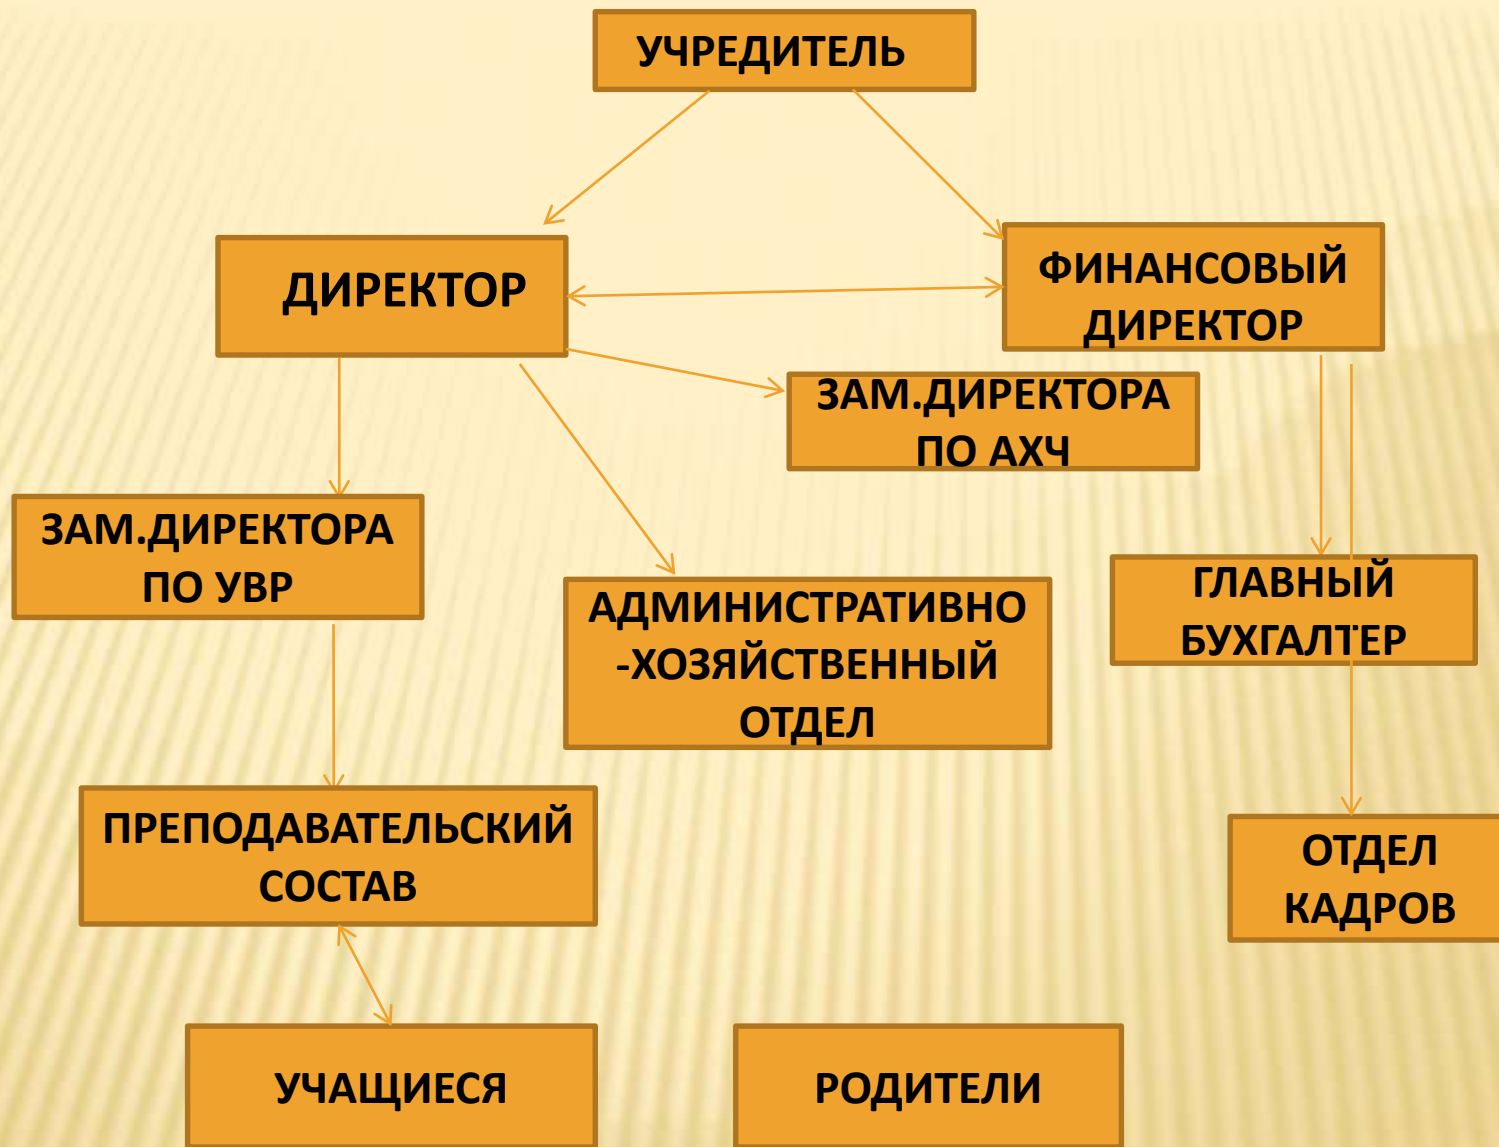 УЧРЕДИТЕЛЬ
ДИРЕКТОР
ФИНАНСОВЫЙ
ДИРЕКТОР
ЗАМ.ДИРЕКТОРА
ПО АХЧ
ЗАМ.ДИРЕКТОРА
ПО УВР
АДМИНИСТРАТИВНО
-ХОЗЯЙСТВЕННЫЙ
ОТДЕЛ
ГЛАВНЫЙ
БУХГАЛТЕР
ПРЕПОДАВАТЕЛЬСКИЙ
СОСТАВ
ОТДЕЛ
КАДРОВ
УЧАЩИЕСЯ
РОДИТЕЛИ